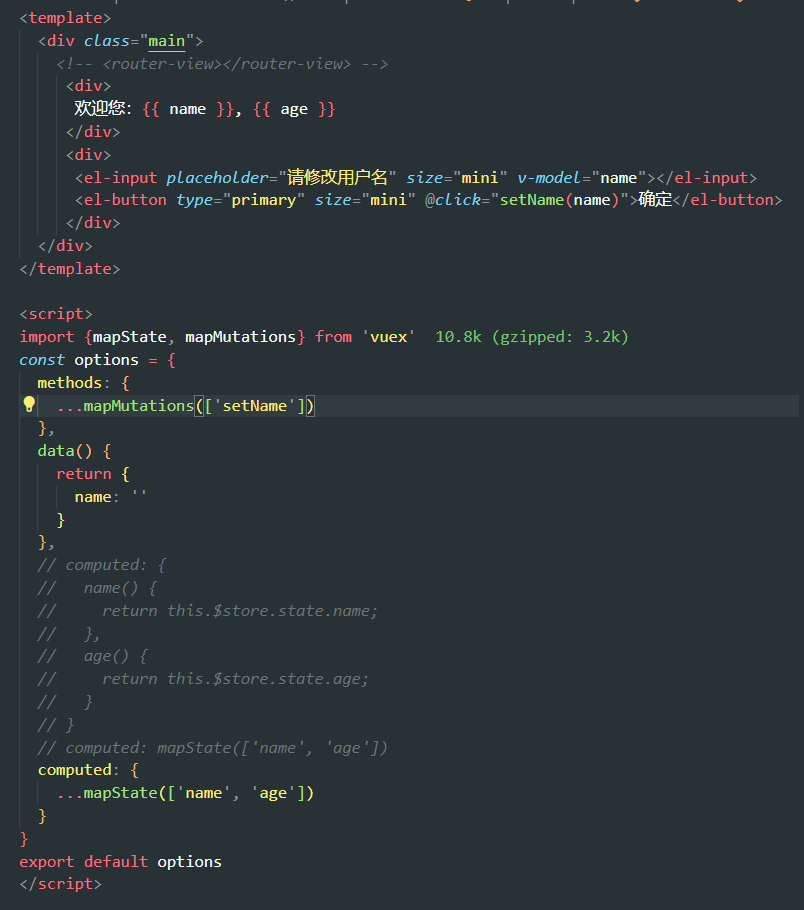 <template>
  <div class="main">
    <!-- <router-view></router-view> -->
     <div>
      欢迎您: {{ name }}, {{ age }}
     </div>
     <div>
      <el-input placeholder="请修改用户名" size="mini" v-model="name"></el-input>
      <el-button type="primary" size="mini" @click="setName(name)">确定</el-button>
     </div>
  </div>
</template>

<script>
import {mapState, mapMutations} from 'vuex'  10.8k (gzipped: 3.2k)
const options = {
  methods: {
    ...mapMutations(['setName'])
  },
  data() {
    return {
      name: ''
    }
  },
  // computed: {
  //   name() {
  //     return this.$store.state.name;
  //   },
  //   age() {
  //     return this.$store.state.age;
  //   }
  // }
  // computed: mapState(['name', 'age'])
  computed: {
    ...mapState(['name', 'age'])
  }
}
export default options
</script>